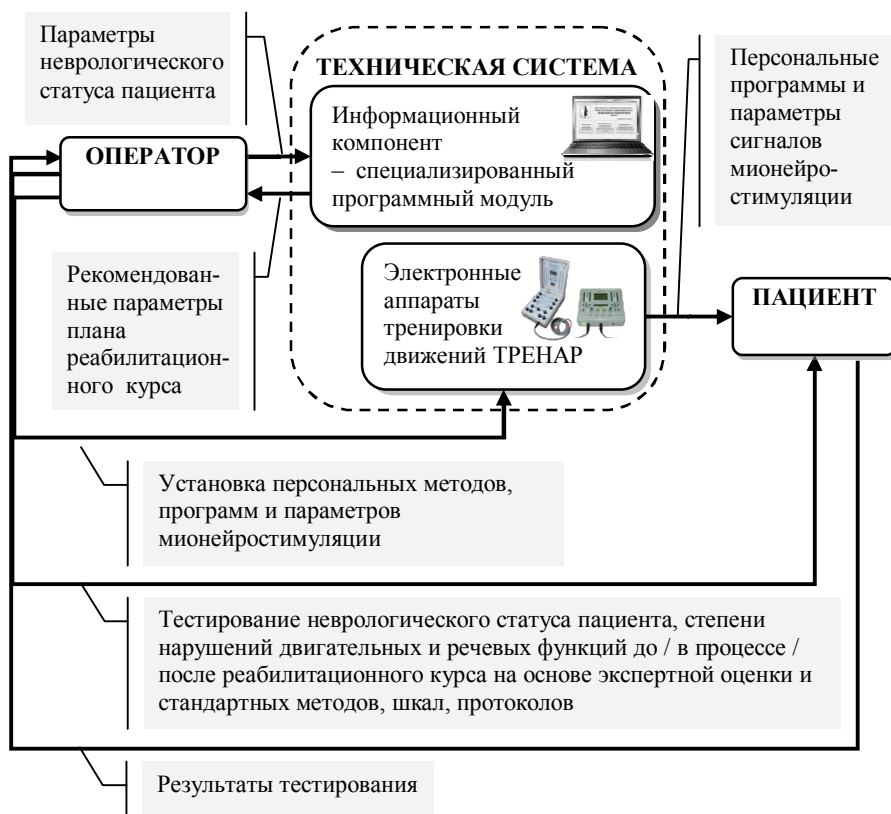 Параметры
неврологического
статуса пациента
ТЕХНИЧЕСКАЯ СИСТЕМА
Персональные
программы и
параметры
сигналов
мионейро-
стимуляции
Информационный
компонент
– специализированный
программный модуль
ОПЕРАТОР
Рекомендован-
ные параметры
плана
реабилитацион-
ного курса
Электронные
аппараты
тренировки
движений ТРЕНАР
ПАЦИЕНТ
Установка персональных методов,
программ и параметров
мионейростимуляции
Тестирование неврологического статуса пациента, степени
нарушений двигательных и речевых функций до / в процессе /
после реабилитационного курса на основе экспертной оценки и
стандартных методов, шкал, протоколов
Результаты тестирования